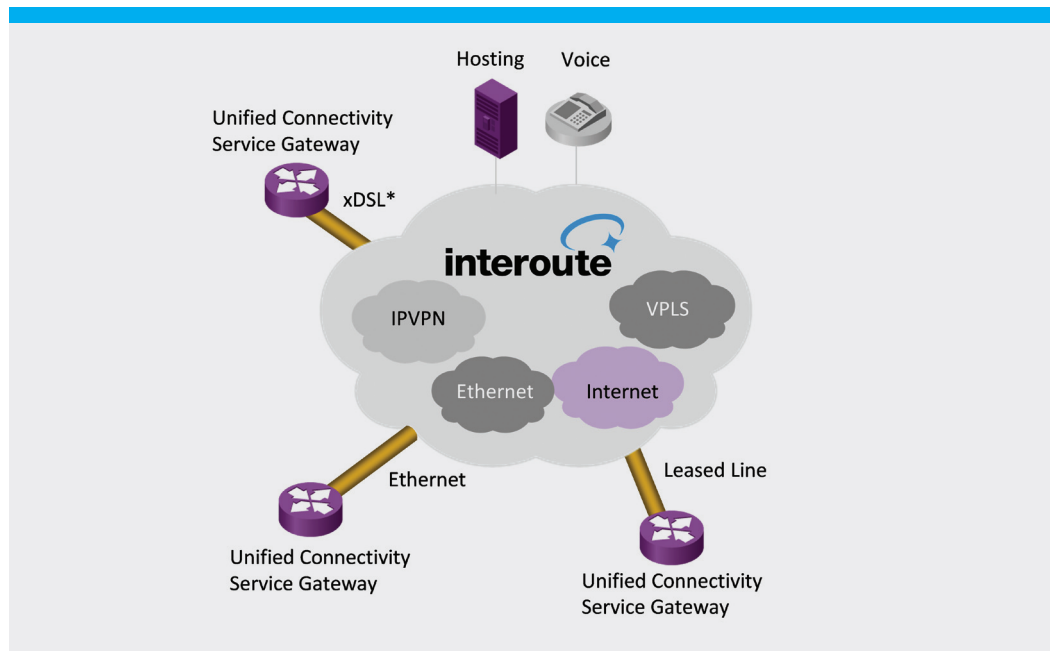 Hosting
Voice
Unified Connectivity
Service Gateway
xDSL*
interoute
IPVPN
VPLS
Ethernet
Internet
Ethernet
Leased Line
Unified Connectivity
Service Gateway
Unified Connectivity
Service Gateway